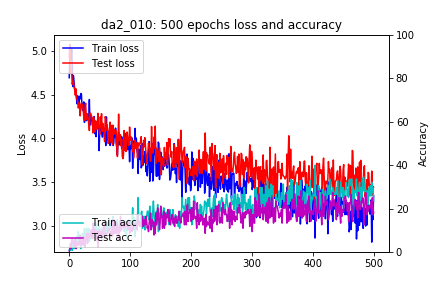 da2_010: 500 epochs loss and accuracy
Train loss
Test loss
Train acc
Test acc
Loss
5.0
4.5
4.0
3.5
3.0
Accuracy
100
80
60
40
20
0
0
100
200
300
400
500